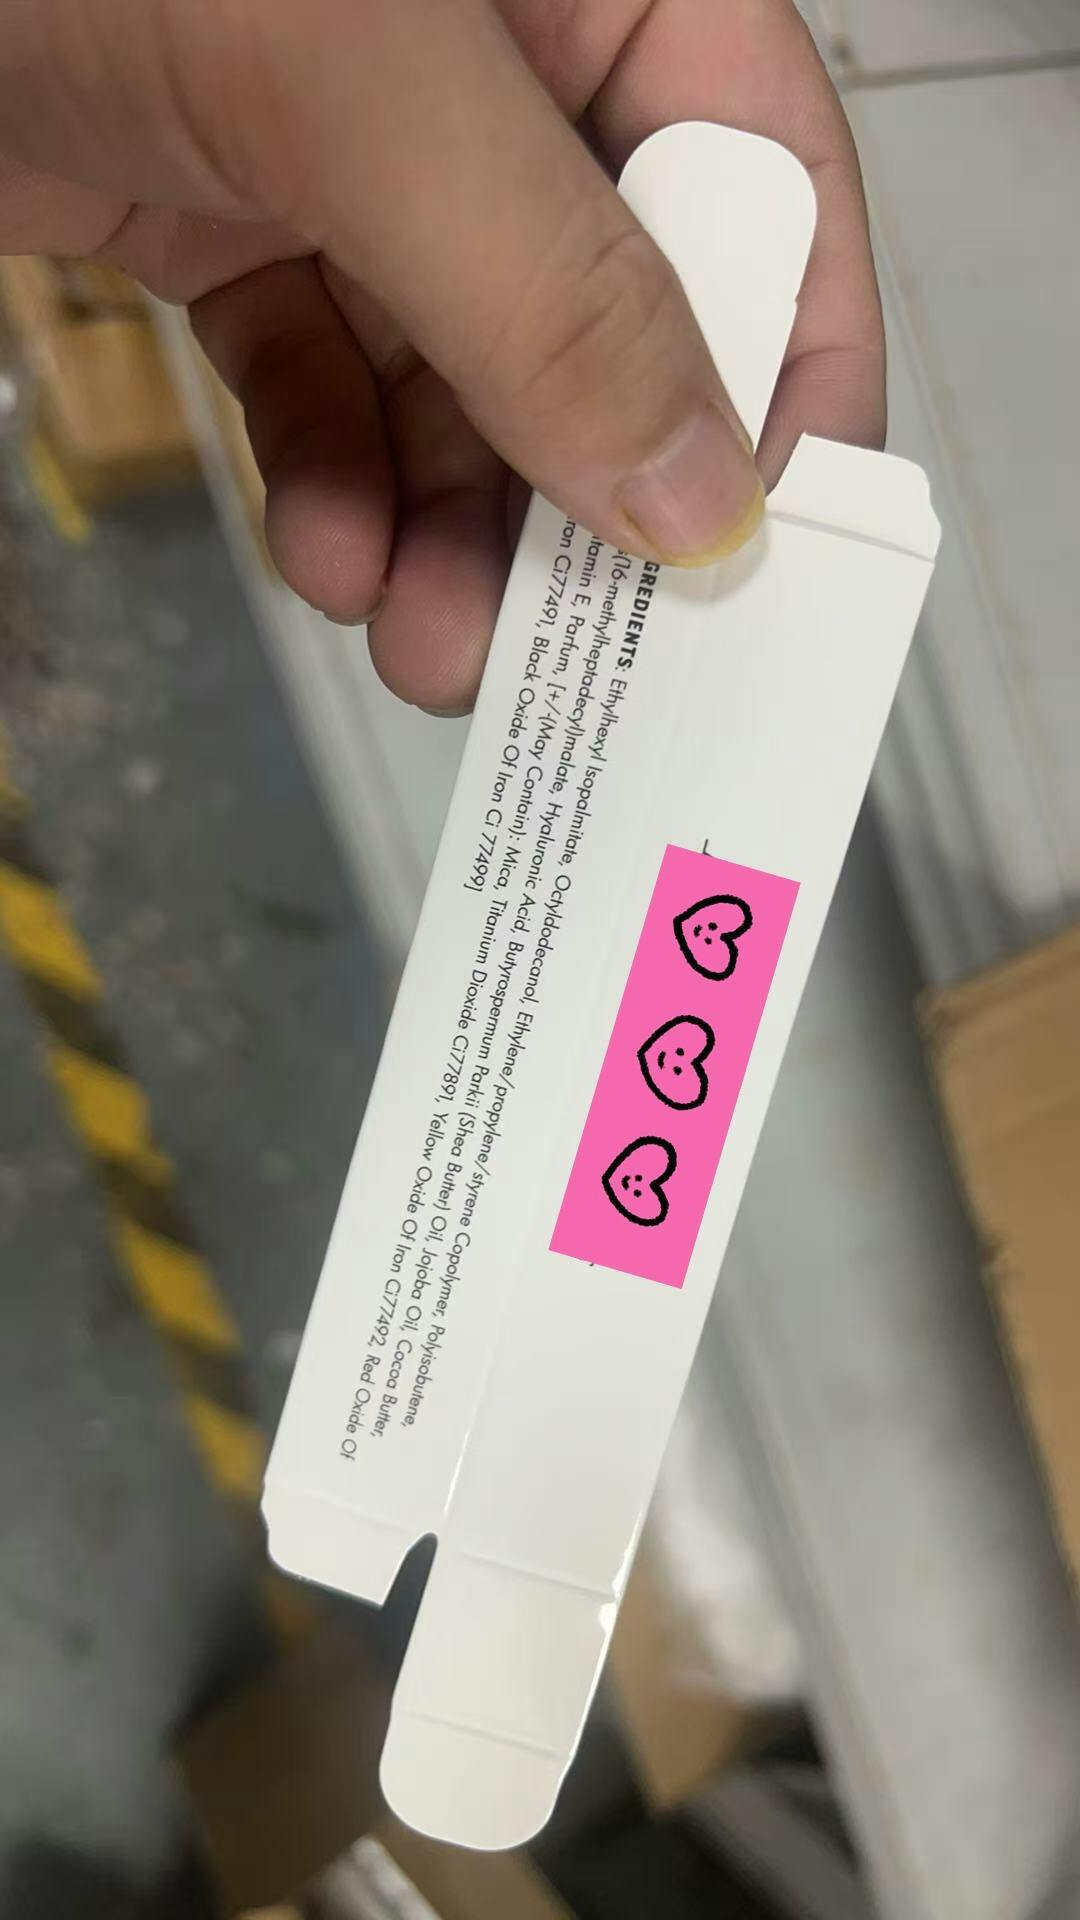 GREDIENTS: Ethylhexyl Isopalmitate, Octyldodecanol, Ethylene/propylene/styrene Copolymer, Polyisobutene,
(16-methylheptadecyl)malate, Hyaluronic Acid, Butyrospermum Parkii (Shea Butter) Oil, Jojoba Oil, Cocoa Butter,
itamin E, Parfum, [+/-(May Contain): Mica, Titanium Dioxide Ci77891, Yellow Oxide Of Iron Ci77492, Red Oxide Of
ron Ci77491, Black Oxide Of Iron Ci 77499]